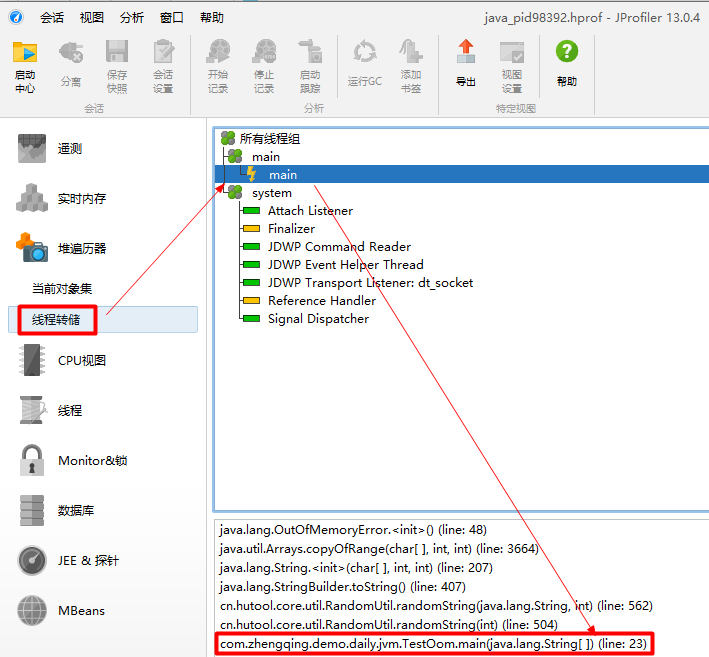 会话 视图 分析 窗口 帮助
java_pid98392.hprof - JProfiler 13.0.4
启动中心
分离
保存快照
会话设置
开始记录
停止记录
启动跟踪
运行GC
添加书签
导出
视图设置
帮助
会话
分析
特定视图
遥测
实时内存
堆遍历器
当前对象集
线程转储
CPU视图
线程
Monitor&锁
数据库
JEE & 探针
MBeans
所有线程组
main
main
system
Attach Listener
Finalizer
JDWP Command Reader
JDWP Event Helper Thread
JDWP Transport Listener: dt_socket
Reference Handler
Signal Dispatcher
java.lang.OutOfMemoryError.<init>() (line: 48)
java.util.Arrays.copyOfRange(char[ ], int, int) (line: 3664)
java.lang.String.<init>(char[ ], int, int) (line: 207)
java.lang.StringBuilder.toString() (line: 407)
cn.hutool.core.util.RandomUtil.randomString(java.lang.String, int) (line: 562)
cn.hutool.core.util.RandomUtil.randomString(int) (line: 504)
com.zhengqing.demo.daily.jvm.TestOom.main(java.lang.String[ ]) (line: 23)